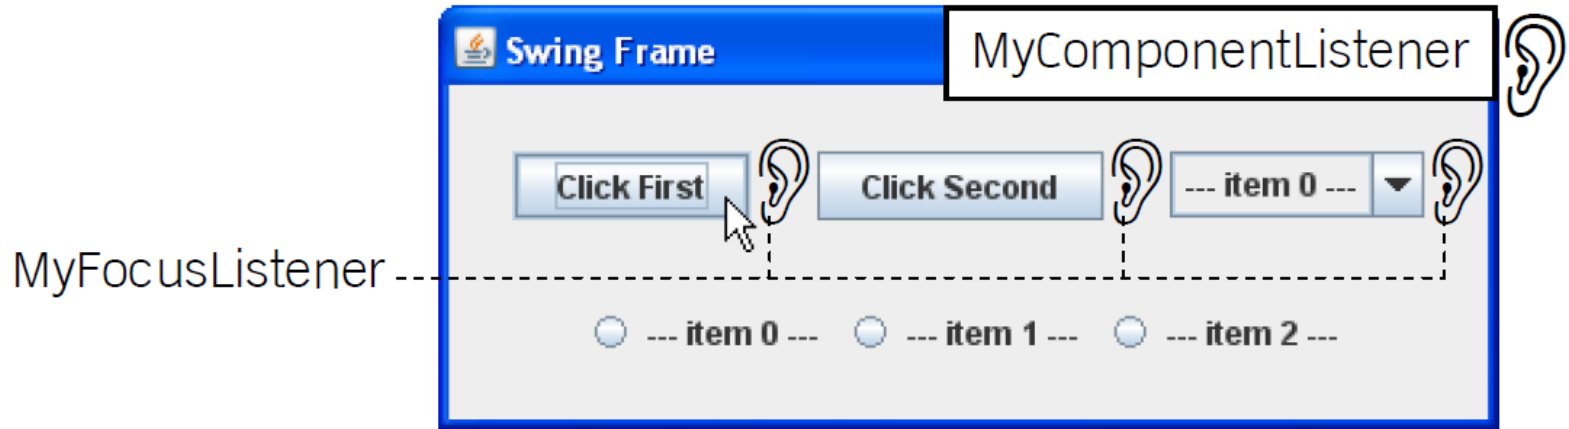 Swing Frame
MyComponentListener
Click First
Click Second
--- item 0 ---
MyFocusListener
--- item 0 ---
--- item 1 ---
--- item 2 ---